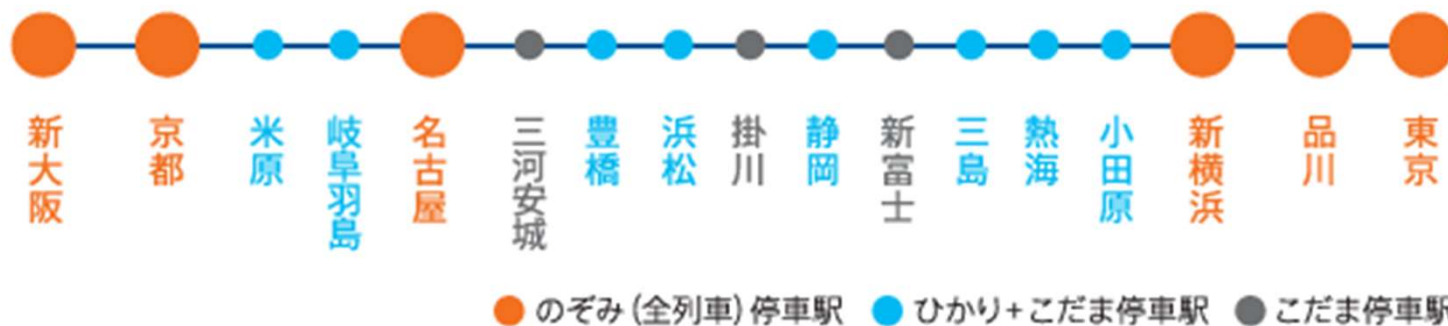 新大阪
京都
米原
岐阜羽島
名古屋
三河安城
豊橋
浜松
掛川
静岡
新富士
三島
熱海
小田原
新横浜
品川
東京
のぞみ(全列車)停車駅
ひかり+こだま停車駅
こだま停車駅